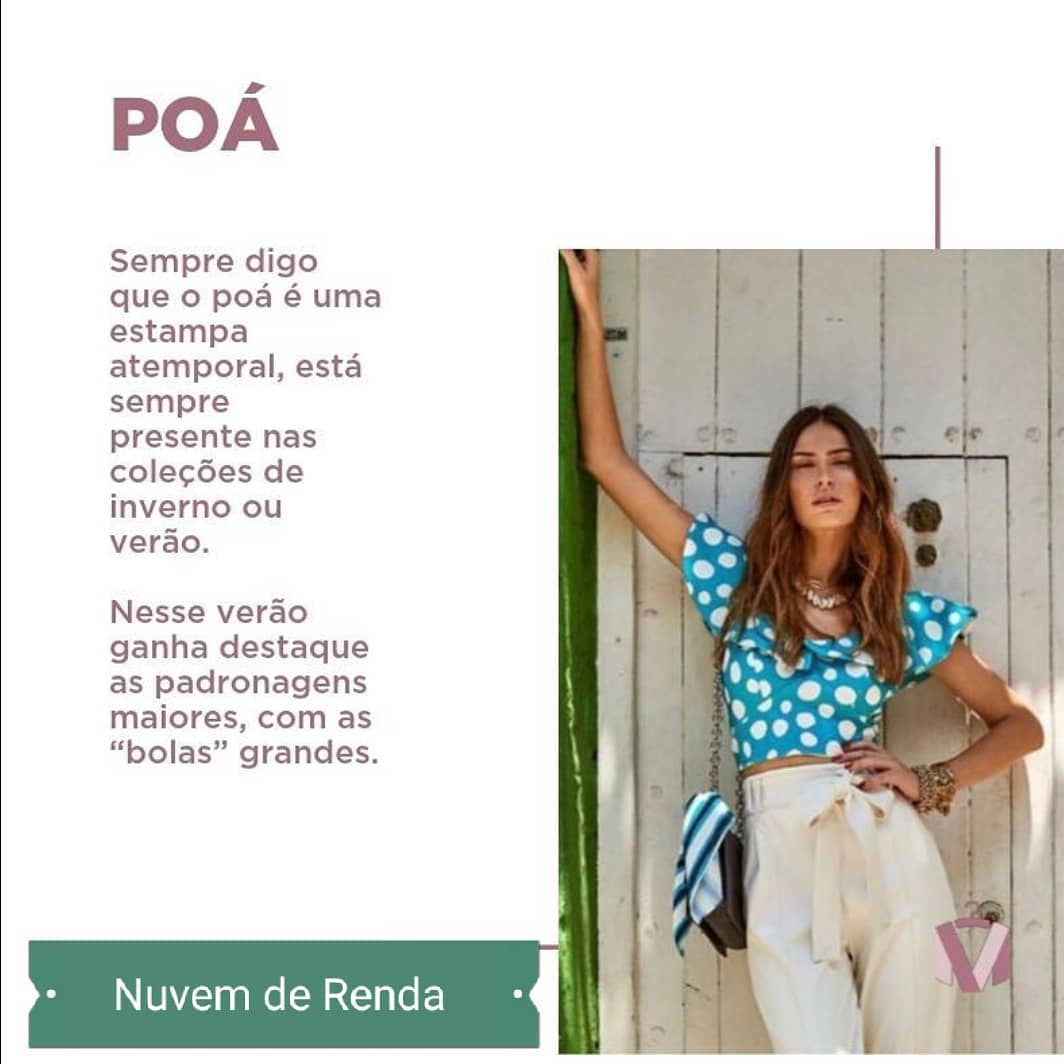 POÁ
Sempre digo
que o poá é uma
estampa
atemporal, está
sempre
presente nas
coleções de
inverno ou
verão.
Nesse verão
ganha destaque
as padronagens
maiores, com as
“bolas” grandes.
Nuvem de Renda